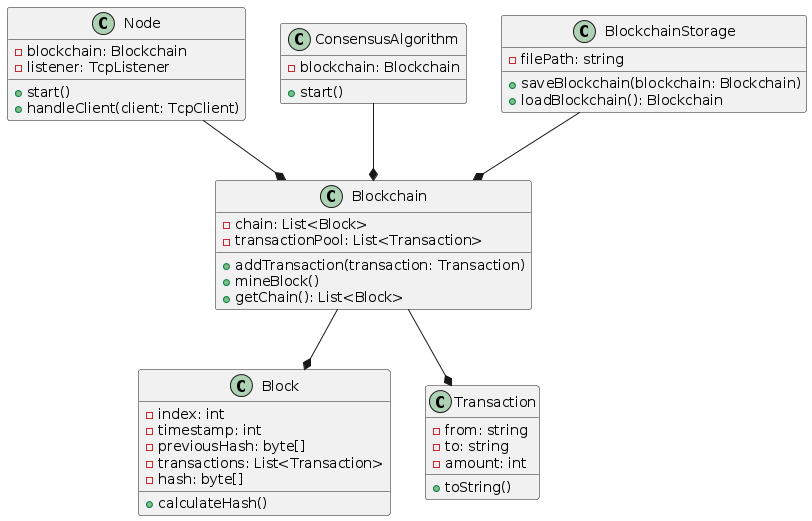 C Node
blockchain: Blockchain
listener: TcpListener
start()
handleClient(client: TcpClient)
C ConsensusAlgorithm
blockchain: Blockchain
start()
C BlockchainStorage
filePath: string
saveBlockchain(blockchain: Blockchain)
loadBlockchain(): Blockchain
C Blockchain
chain: List<Block>
transactionPool: List<Transaction>
addTransaction(transaction: Transaction)
mineBlock()
getChain(): List<Block>
C Block
index: int
timestamp: int
previousHash: byte[]
transactions: List<Transaction>
hash: byte[]
calculateHash()
C Transaction
from: string
to: string
amount: int
toString()